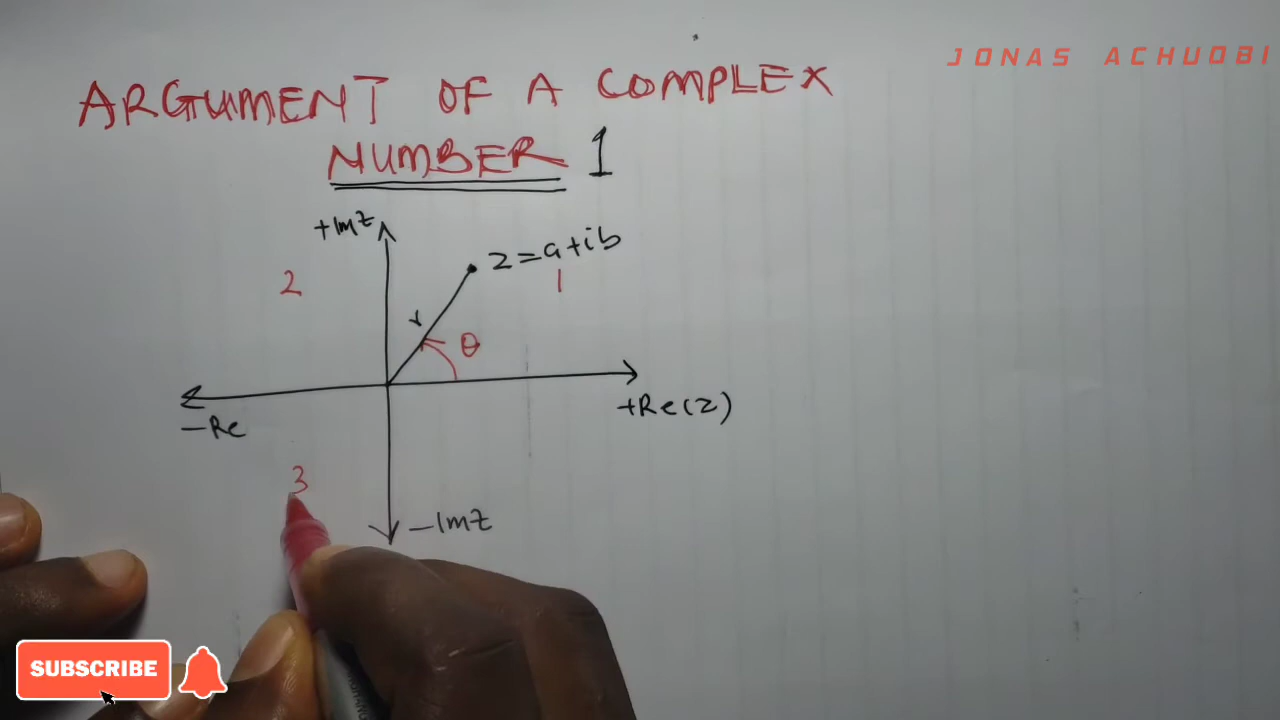 JONAS ACHUOBI
ARGUMENT OF A COMPLEX
NUMBER 1
+ImZ
2
Z=a+ib
1
r
θ
-Re
+Re(Z)
3
-ImZ
SUBSCRIBE